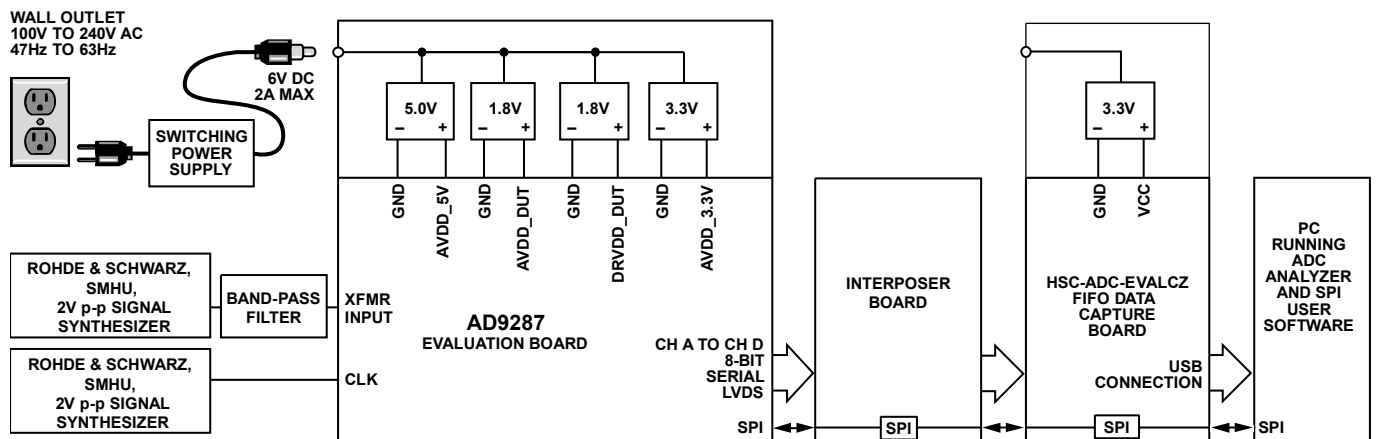 WALL OUTLET
100V TO 240V AC
47Hz TO 63Hz
6V DC
2A MAX
SWITCHING
POWER
SUPPLY
5.0V
– +
1.8V
– +
1.8V
– +
3.3V
– +
3.3V
– +
GND
AVDD_5V
GND
AVDD_DUT
GND
DRVDD_DUT
GND
AVDD_3.3V
GND
VCC
ROHDE & SCHWARZ,
SMHU,
2V p-p SIGNAL
SYNTHESIZER
BAND-PASS
FILTER
XFMR
INPUT
AD9287
EVALUATION BOARD
ROHDE & SCHWARZ,
SMHU,
2V p-p SIGNAL
SYNTHESIZER
CLK
CH A TO CH D
8-BIT
SERIAL
LVDS
SPI
INTERPOSER
BOARD
SPI
HSC-ADC-EVALCZ
FIFO DATA
CAPTURE
BOARD
USB
CONNECTION
SPI
PC
RUNNING
ADC
ANALYZER
AND SPI
USER
SOFTWARE
SPI